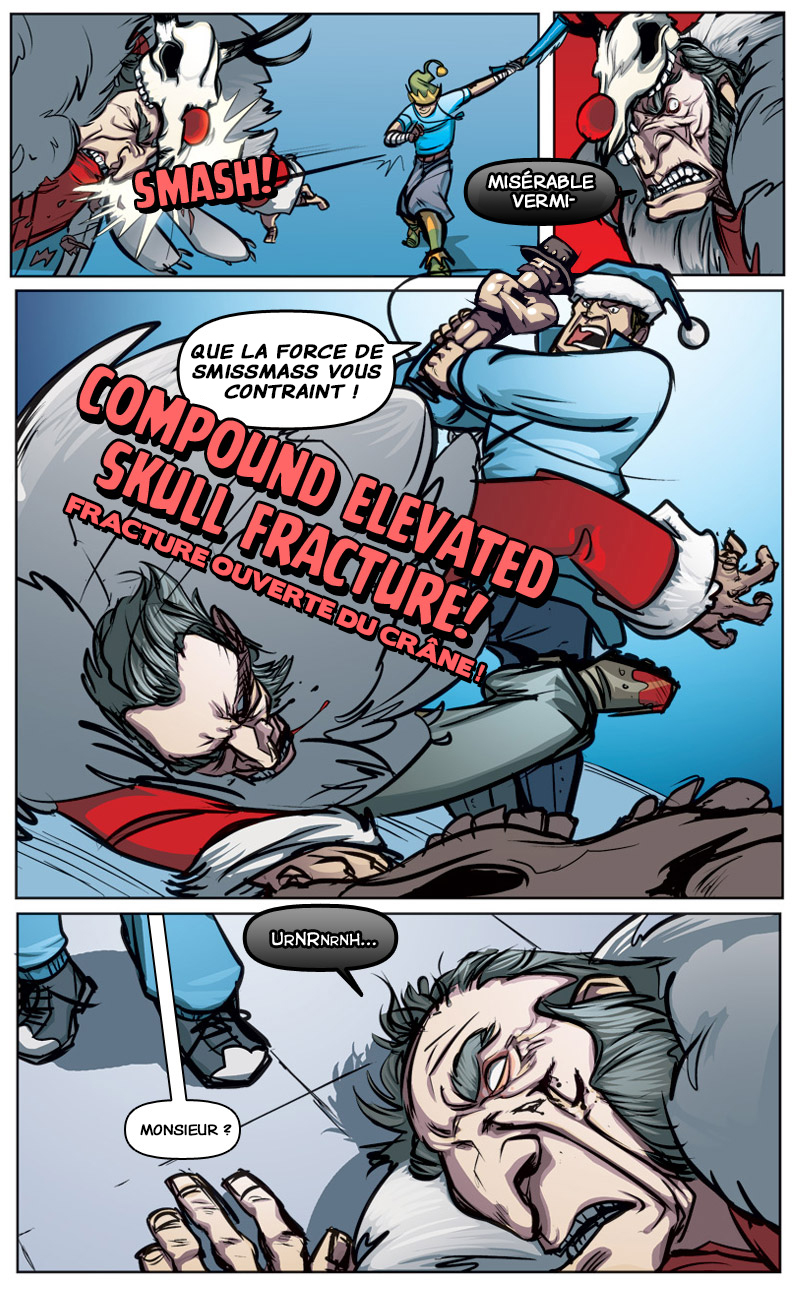 SMASH!
MISÉRABLE
VERMI-
QUE LA FORCE DE
SMISSMASS VOUS
CONTRAINT !
COMPOUND ELEVATED
SKULL FRACTURE!
FRACTURE OUVERTE DU CRÂNE !
URNRNRNH...
MONSIEUR ?